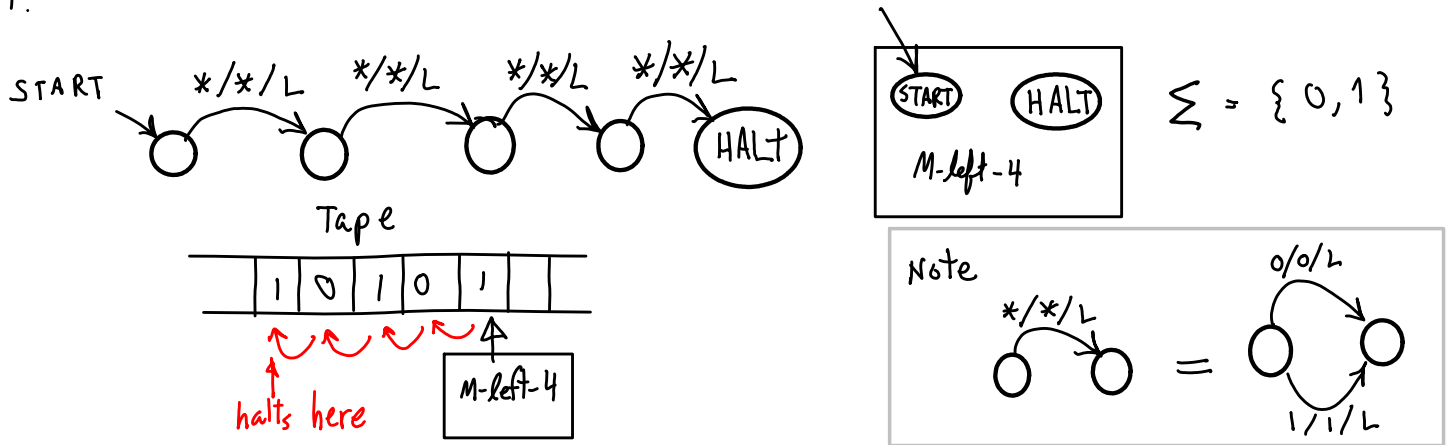 1.
START
*/*/L */*/L */*/L */*/L
HALT
Tape
1 0 1 0 1
M-left-4
halts here
START HALT
M-left-4
Σ = { 0, 1 }
Note
*/*/L
=
0/0/L
1/1/L